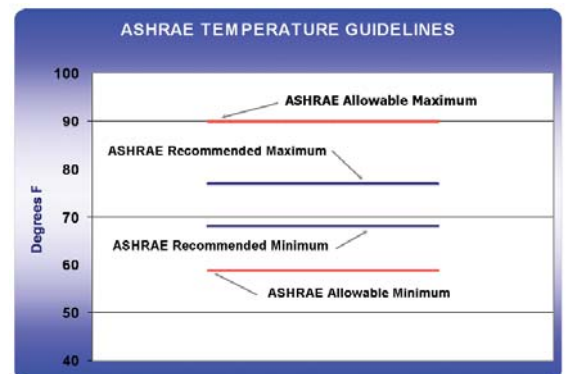 ASHRAE TEMPERATURE GUIDELINES
100
ASHRAE Allowable Maximum
90
ASHRAE Recommended Maximum
80
Degrees F
70
ASHRAE Recommended Minimum
60
ASHRAE Allowable Minimum
50
40